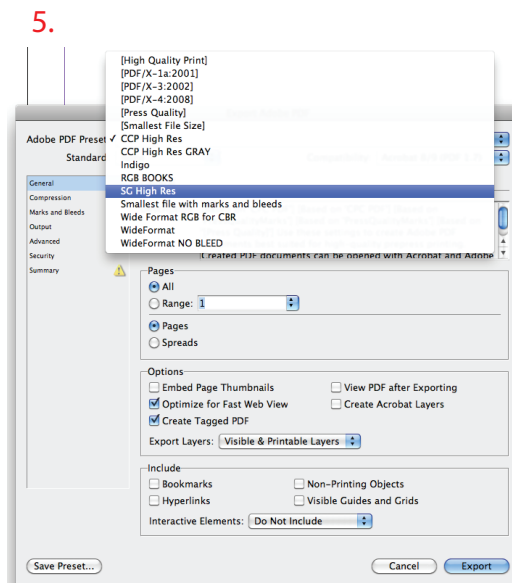 5.
[High Quality Print]
[PDF/X-1a:2001]
[PDF/X-3:2002]
[PDF/X-4:2008]
[Press Quality]
[Smallest File Size]
Adobe PDF Preset ✓ CCP High Res
Standard CCP High Res GRAY
Indigo
RGB BOOKS
General SG High Res
Compression Smallest file with marks and bleeds
Marks and Bleeds Wide Format RGB for CBR
Output WideFormat
Advanced WideFormat NO BLEED
Security Created PDF documents can be opened with Acrobat and Adobe
Summary Pages
All
Range: 1
Pages
Spreads
Options
Embed Page Thumbnails View PDF after Exporting
Optimize for Fast Web View Create Acrobat Layers
Create Tagged PDF
Export Layers: Visible & Printable Layers
Include
Bookmarks Non-Printing Objects
Hyperlinks Visible Guides and Grids
Interactive Elements: Do Not Include
Save Preset... Cancel Export